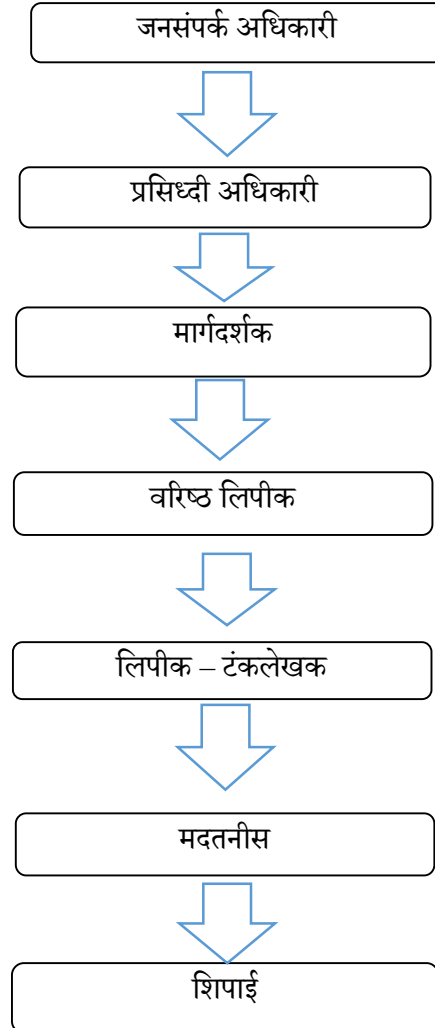 जनसंपर्क अधिकारी
प्रसिध्दी अधिकारी
मार्गदर्शक
वरिष्ठ लिपीक
लिपीक – टंकलेखक
मदतनीस
शिपाई